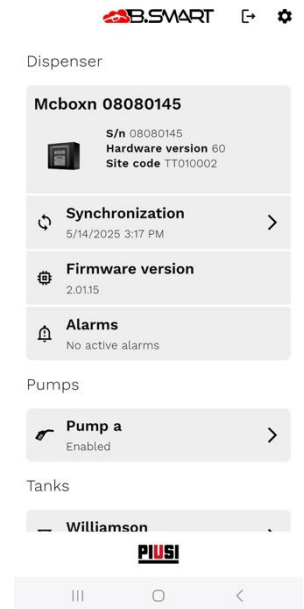 B.SMART
Dispenser
Mcboxn 08080145
S/n 08080145
Hardware version 60
Site code TT010002
Synchronization
5/14/2025 3:17 PM
Firmware version
2.01.15
Alarms
No active alarms
Pumps
Pump a
Enabled
Tanks
Williamson
PIUSI